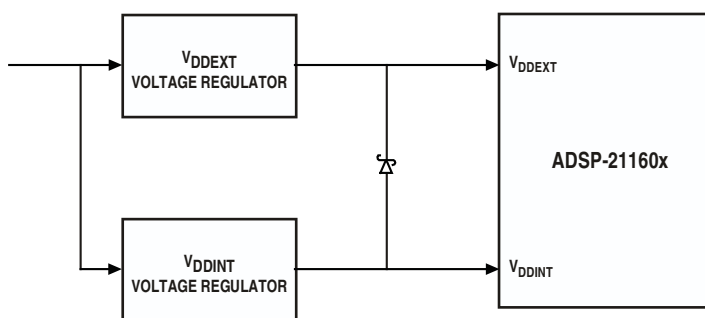 VDDEXT
VOLTAGE REGULATOR
VDDEXT
ADSP-21160x
VDDINT
VOLTAGE REGULATOR
VDDINT